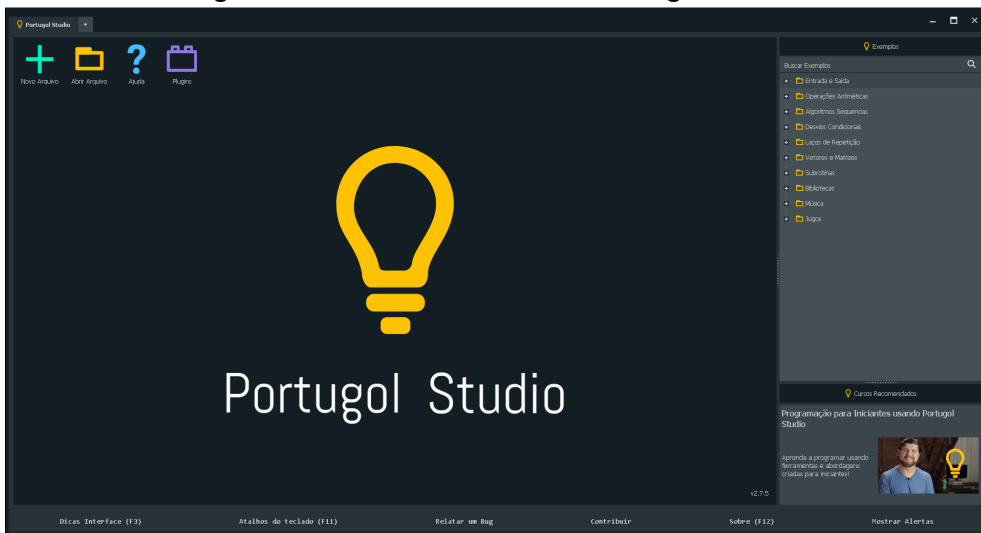 Portugol Studio +
Novo Arquivo
Abrir Arquivo
Ajuda
Plugins
Portugol Studio
v2.7.5
Exemplos
Buscar Exemplos
Entrada e Saída
Operações Aritméticas
Algoritmos Sequencias
Desvios Condicionais
Laços de Repetição
Vetores e Matrizes
Subrotinas
Bibliotecas
Música
Jogos
Cursos Recomendados
Programação para Iniciantes usando Portugol
Studio
Aprenda a programar usando
ferramentas e abordagens
criadas para iniciantes!
Dicas Interface (F3)
Atalhos do teclado (F11)
Relatar um Bug
Contribuir
Sobre (F12)
Mostrar Alertas